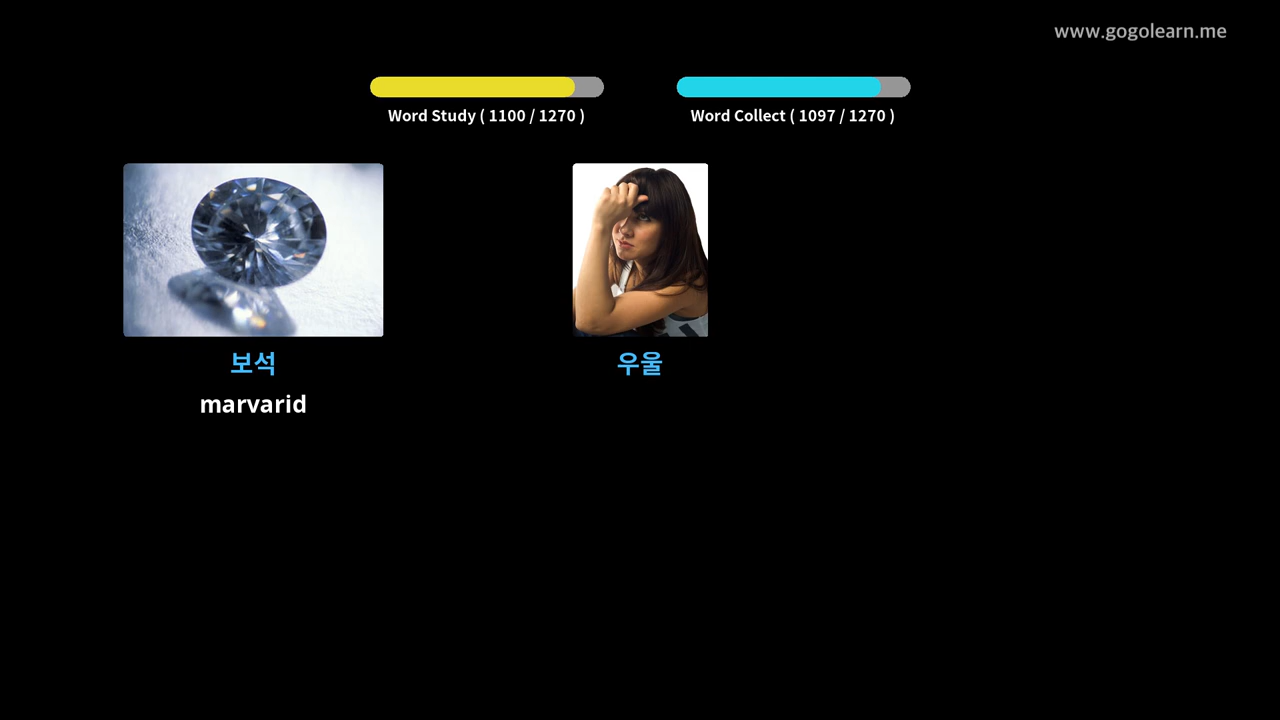 www.gogolearn.me
Word Study ( 1100 / 1270 )
Word Collect ( 1097 / 1270 )
보석
우울
marvarid